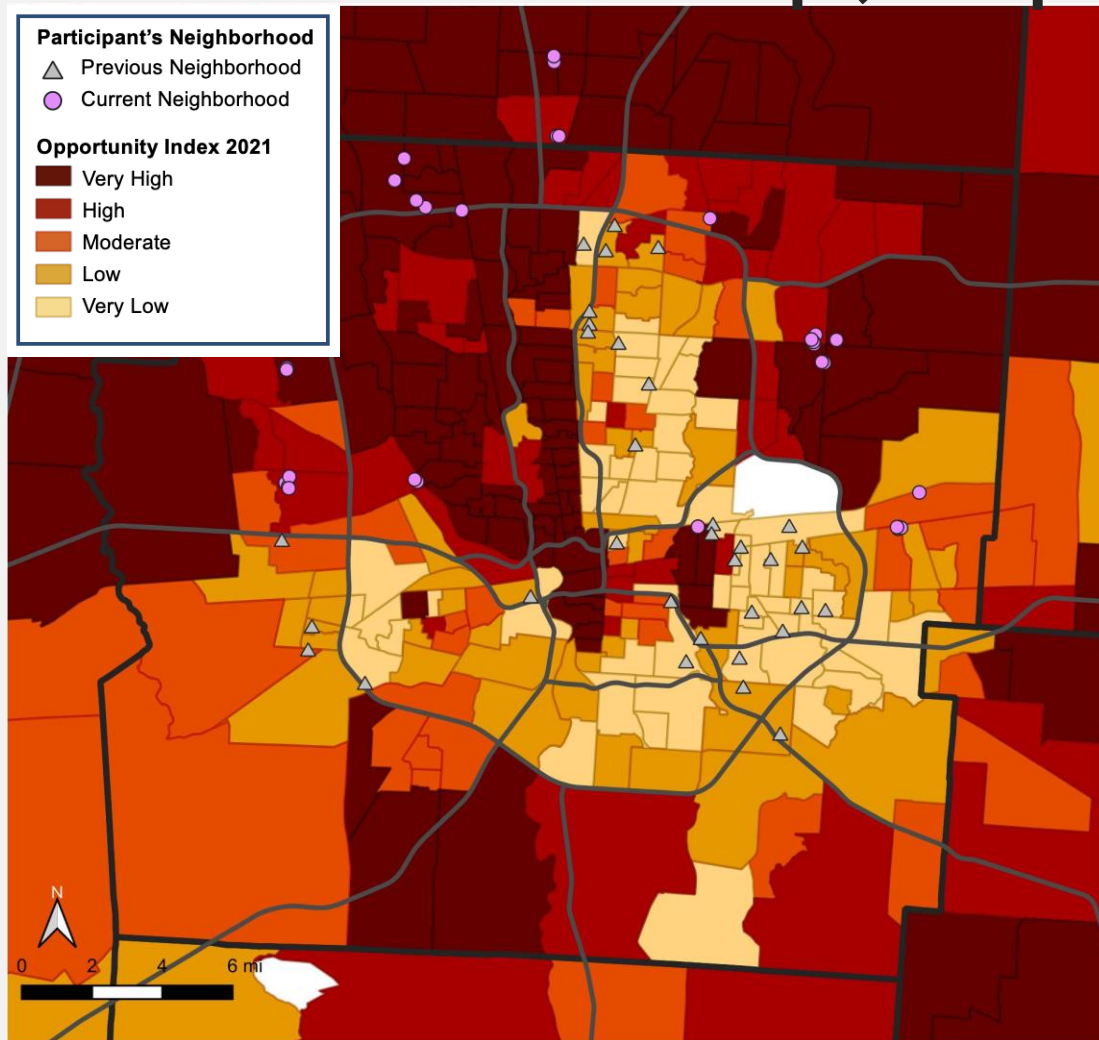 Participant’s Neighborhood
Previous Neighborhood
Current Neighborhood
Opportunity Index 2021
Very High
High
Moderate
Low
Very Low
N
0 2 4 6 mi